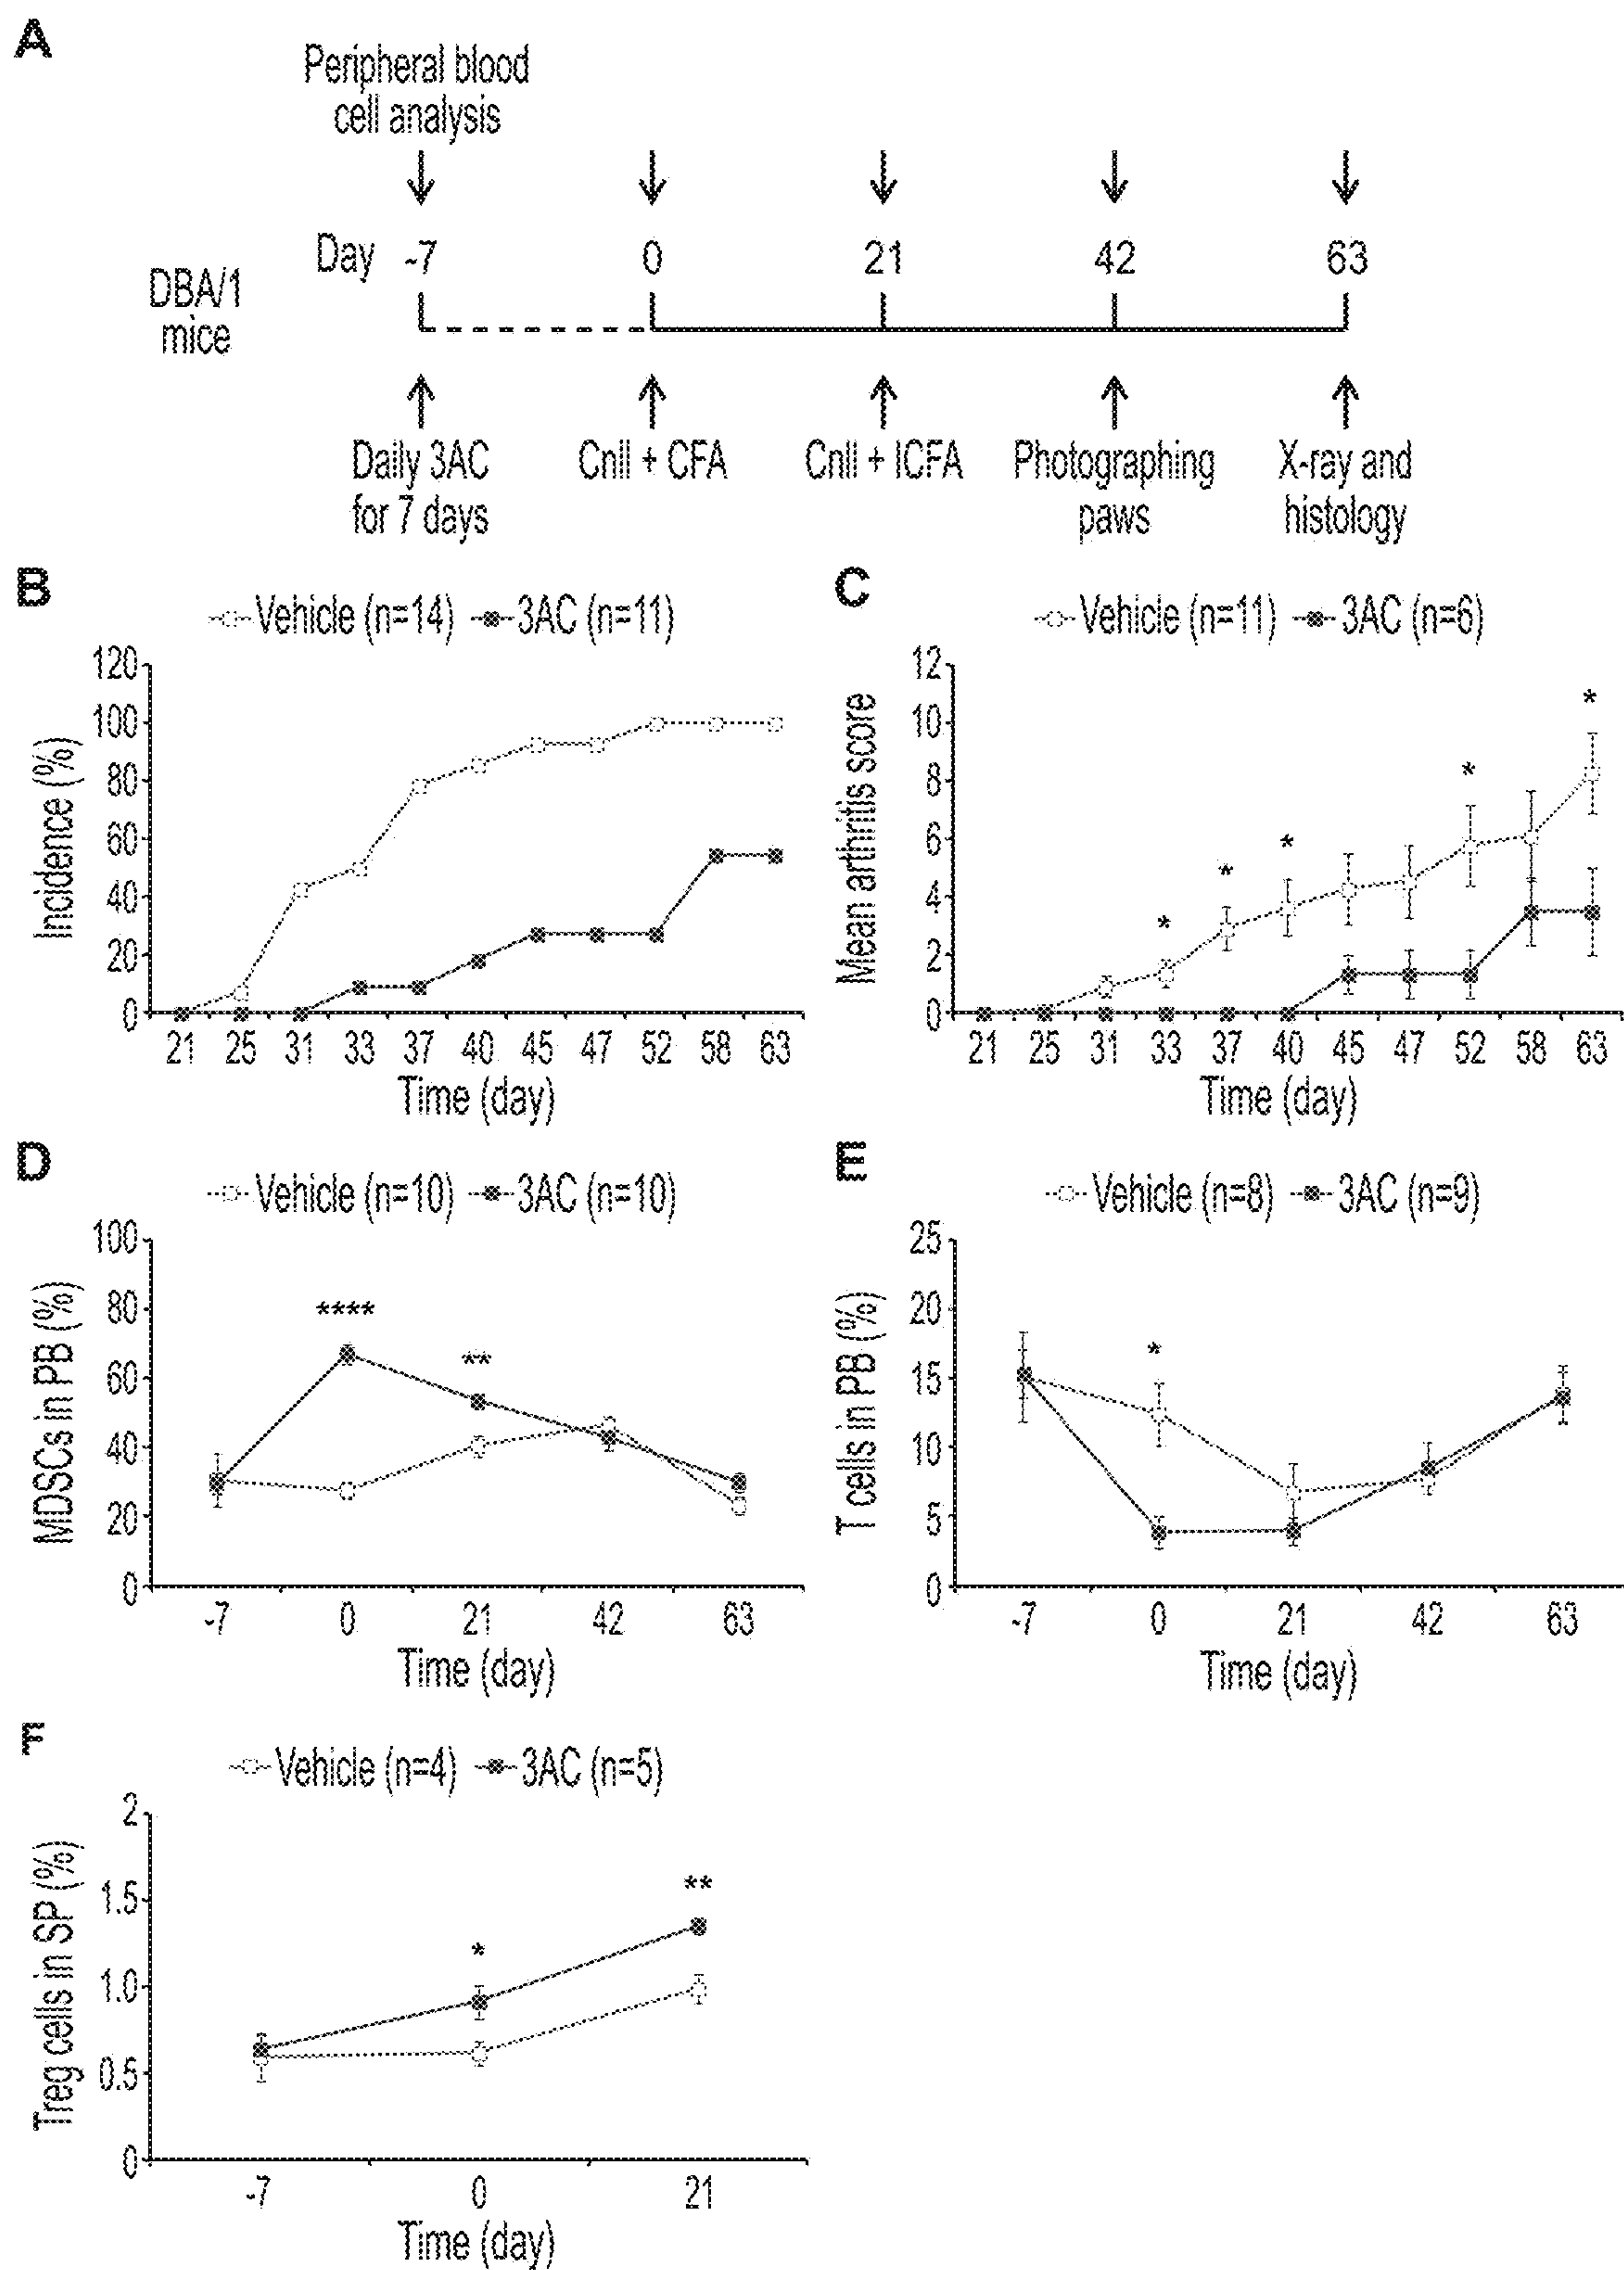 A
Peripheral blood
cell analysis
Day -7 0 21 42 63
DBA/1
mice
Daily 3AC
for 7 days
CnII + CFA
CnII + ICFA
Photographing
paws
X-ray and
histology
B
Vehicle (n=14) 3AC (n=11)
Incidence (%)
120
100
80
60
40
20
0
21 25 31 33 37 40 45 47 52 58 63
Time (day)
C
Vehicle (n=11) 3AC (n=6)
Mean arthritis score
12
10
8
6
4
2
0
* * * * *
21 25 31 33 37 40 45 47 52 58 63
Time (day)
D
Vehicle (n=10) 3AC (n=10)
MDSCs in PB (%)
100
80
60
40
20
0
**** **
-7 0 21 42 63
Time (day)
E
Vehicle (n=8) 3AC (n=9)
T cells in PB (%)
25
20
15
10
5
0
*
-7 0 21 42 63
Time (day)
F
Vehicle (n=4) 3AC (n=5)
Treg cells in SP (%)
2
1.5
1.0
0.5
0
* **
-7 0 21
Time (day)